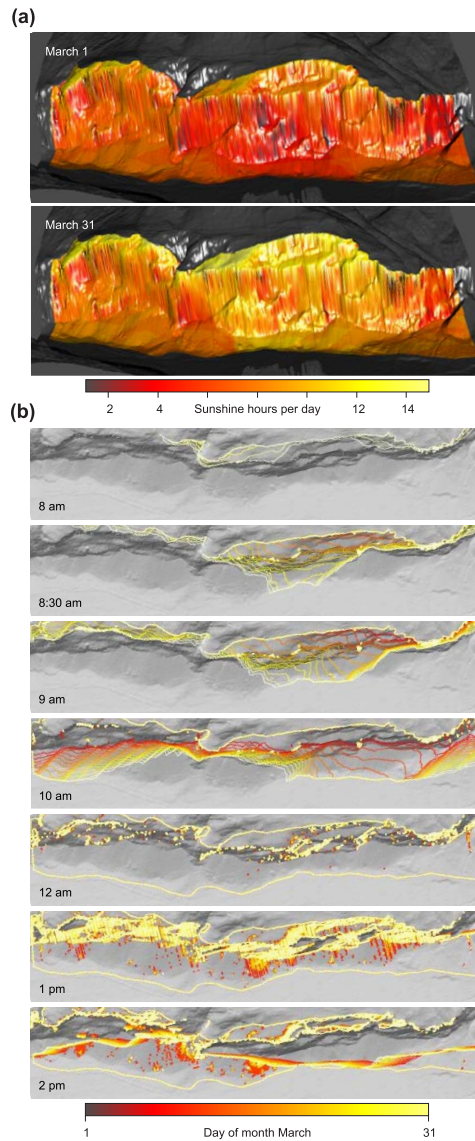 (a)
March 1
March 31
2 4 Sunshine hours per day 12 14
(b)
8 am
8:30 am
9 am
10 am
12 am
1 pm
2 pm
1 Day of month March 31